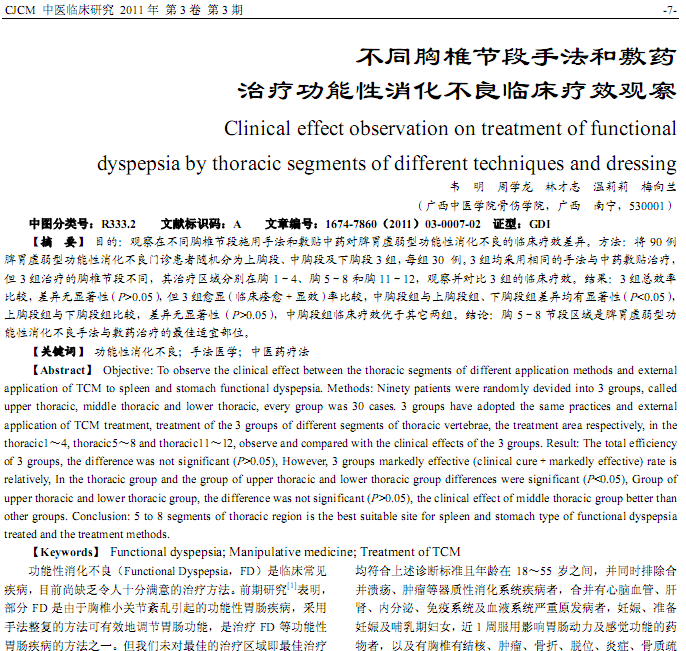 CJCM 中医临床研究 2011 年 第 3 卷 第 3 期 -7-
不同胸椎节段手法和敷药
治疗功能性消化不良临床疗效观察
Clinical effect observation on treatment of functional
dyspepsia by thoracic segments of different techniques and dressing
韦 明 周学龙 林才志 温莉莉 梅向兰
（广西中医学院骨伤学院，广西 南宁，530001）
中图分类号：R333.2 文献标识码：A 文章编号：1674-7860（2011）03-0007-02 证型：GDI
【摘 要】目的：观察在不同胸椎节段施用手法和敷贴中药对脾胃虚弱型功能性消化不良的临床疗效差异。方法：将 90 例
脾胃虚弱型功能性消化不良门诊患者随机分为上胸段、中胸段及下胸段 3 组，每组 30 例。3 组均采用相同的手法与中药敷贴治疗，
但 3 组治疗的胸椎节段不同，其治疗区域分别在胸 1～4、胸 5～8 和胸 11～12，观察并对比 3 组的临床疗效。结果：3 组总效率
比较，差异无显著性（P>0.05），但 3 组愈显（临床痊愈＋显效）率比较，中胸段组与上胸段组、下胸段组差异均有显著性（P<0.05），
上胸段组与下胸段组比较，差异无显著性（P>0.05），中胸段组临床疗效优于其它两组。结论：胸 5～8 节段区域是脾胃虚弱型功
能性消化不良手法与敷药治疗的最佳适宜部位。
【关键词】功能性消化不良；手法医学；中医药疗法
【Abstract】 Objective: To observe the clinical effect between the thoracic segments of different application methods and external
application of TCM to spleen and stomach functional dyspepsia. Methods: Ninety patients were randomly devided into 3 groups, called
upper thoracic, middle thoracic and lower thoracic, every group was 30 cases. 3 groups have adopted the same practices and external
application of TCM treatment, treatment of the 3 groups of different segments of thoracic vertebrae, the treatment area respectively, in the
thoracic1～4, thoracic5～8 and thoracic11～12, observe and compared with the clinical effects of the 3 groups. Result: The total efficiency
of 3 groups, the difference was not significant (P>0.05), However, 3 groups markedly effective (clinical cure＋markedly effective) rate is
relatively, In the thoracic group and the group of upper thoracic and lower thoracic group differences were significant (P<0.05), Group of
upper thoracic and lower thoracic group, the difference was not significant (P>0.05), the clinical effect of middle thoracic group better than
other groups. Conclusion: 5 to 8 segments of thoracic region is the best suitable site for spleen and stomach type of functional dyspepsia
treated and the treatment methods.
【Keywords】 Functional dyspepsia; Manipulative medicine; Treatment of TCM
功能性消化不良（Functional Dyspepsia，FD）是临床常见
疾病，目前尚缺乏令人十分满意的治疗方法。前期研究[1]表明，
部分 FD 是由于胸椎小关节紊乱引起的功能性胃肠疾病，采用
手法整复的方法可有效地调节胃肠功能，是治疗 FD 等功能性
胃肠疾病的方法之一。但我们未对最佳的治疗区域即最佳治疗
均符合上述诊断标准且年龄在 18～55 岁之间，并同时排除合
并溃疡、肿瘤等器质性消化系统疾病者，合并有心脑血管、肝
肾、内分泌、免疫系统及血液系统严重原发病者，妊娠、准备
妊娠及哺乳期妇女，近 1 周服用影响胃肠动力及感觉功能的药
物者，以及有胸椎有结核、肿瘤、骨折、脱位、炎症、骨质疏